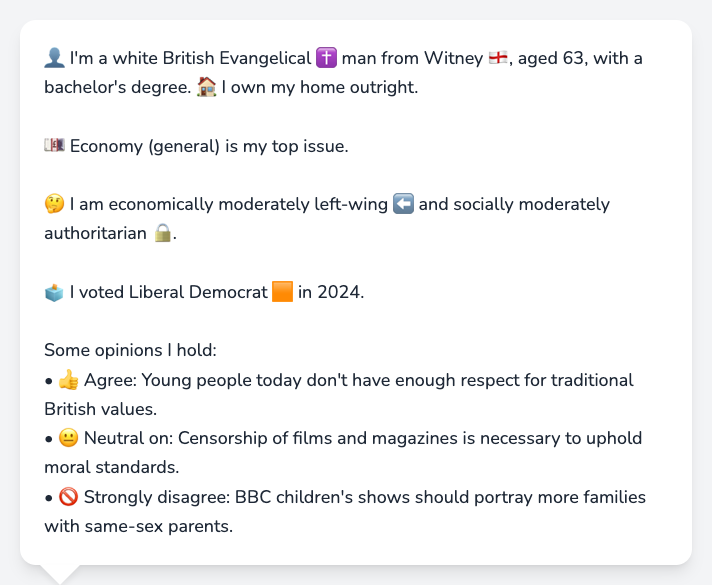 👤 I'm a white British Evangelical ✝️ man from Witney 🏴󠁧󠁢󠁥󠁮󠁧󠁿, aged 63, with a
bachelor's degree. 🏠 I own my home outright.
💷 Economy (general) is my top issue.
🤔 I am economically moderately left-wing ⬅️ and socially moderately
authoritarian 🔒.
🗳️ I voted Liberal Democrat 🟧 in 2024.
Some opinions I hold:
• 👍 Agree: Young people today don't have enough respect for traditional
British values.
• 😐 Neutral on: Censorship of films and magazines is necessary to uphold
moral standards.
• 🚫 Strongly disagree: BBC children's shows should portray more families
with same-sex parents.